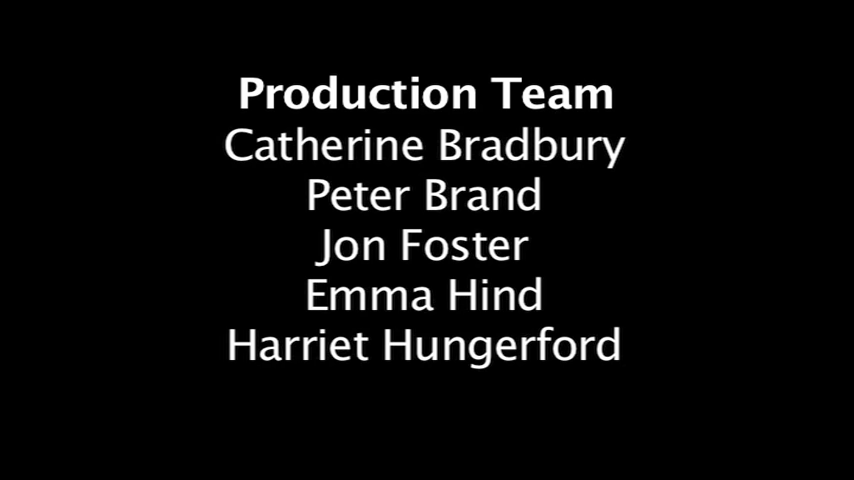 Production Team
Catherine Bradbury
Peter Brand
Jon Foster
Emma Hind
Harriet Hungerford